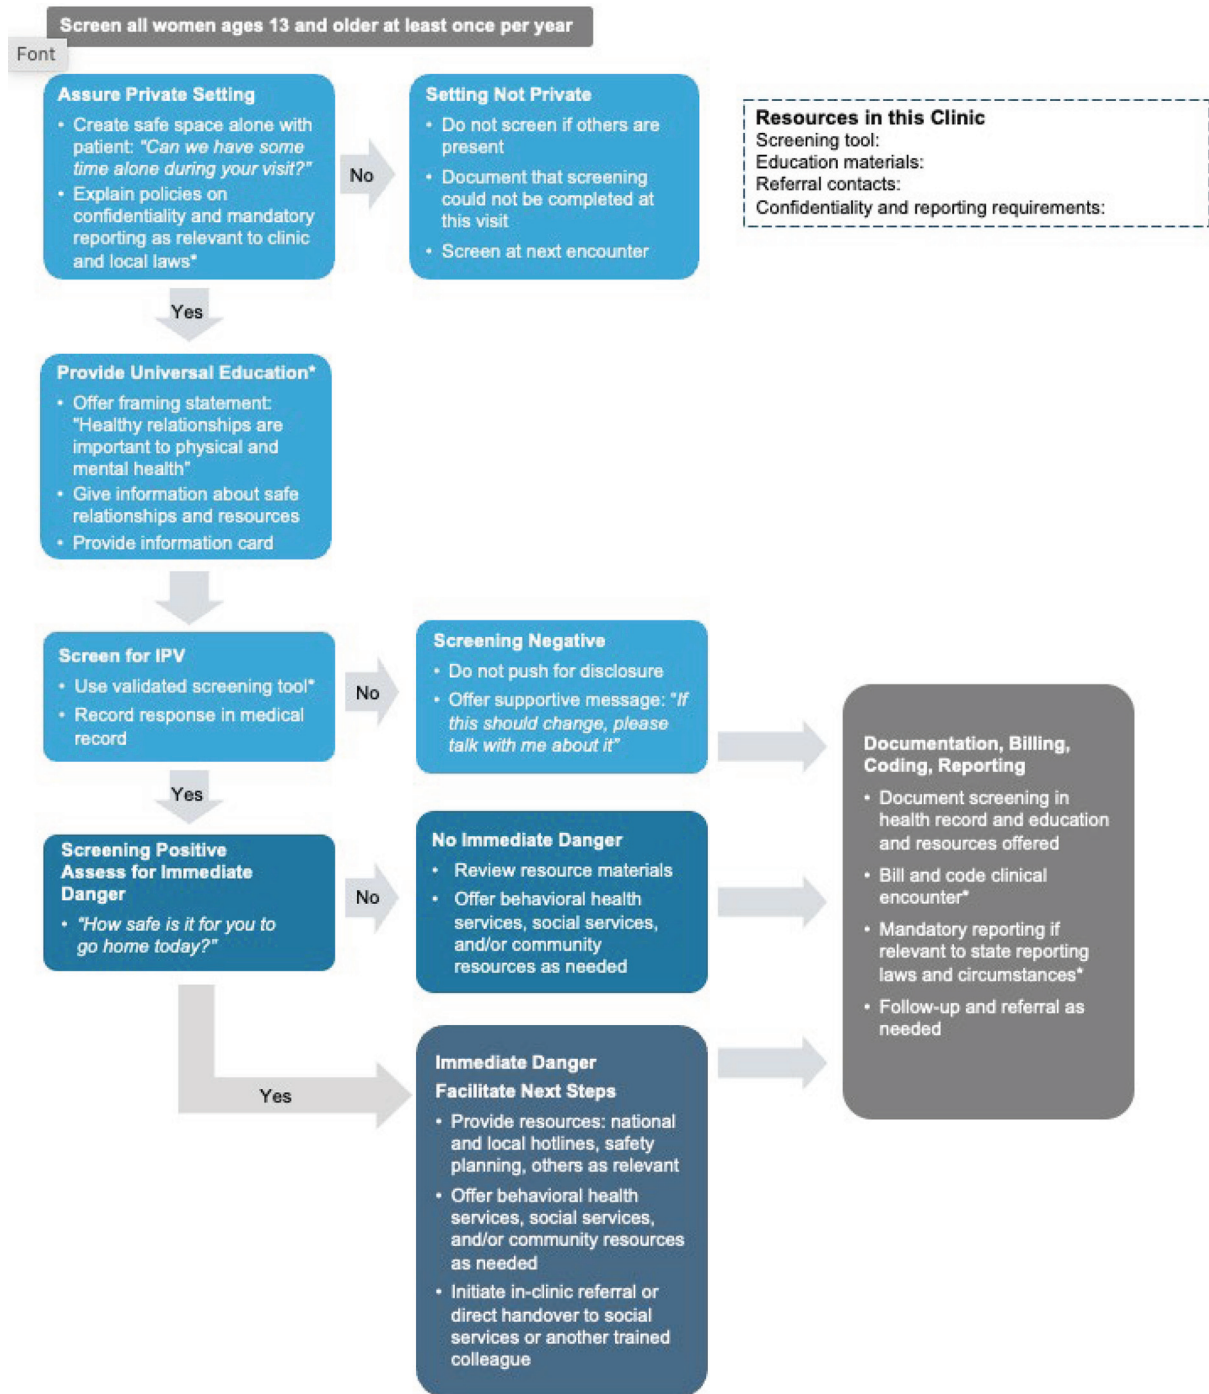 Screen all women ages 13 and older at least once per year
Font
Assure Private Setting
• Create safe space alone with
patient: “Can we have some
time alone during your visit?”
• Explain policies on
confidentiality and mandatory
reporting as relevant to clinic
and local laws*
No
Setting Not Private
• Do not screen if others are
present
• Document that screening
could not be completed at
this visit
• Screen at next encounter
Resources in this Clinic
Screening tool:
Education materials:
Referral contacts:
Confidentiality and reporting requirements:
Yes
Provide Universal Education*
• Offer framing statement:
“Healthy relationships are
important to physical and
mental health”
• Give information about safe
relationships and resources
• Provide information card
Screen for IPV
• Use validated screening tool*
• Record response in medical
record
No
Screening Negative
• Do not push for disclosure
• Offer supportive message: “If
this should change, please
talk with me about it”
Yes
Screening Positive
Assess for Immediate
Danger
• “How safe is it for you to
go home today?”
No
No Immediate Danger
• Review resource materials
• Offer behavioral health
services, social services,
and/or community
resources as needed
Yes
Immediate Danger
Facilitate Next Steps
• Provide resources: national
and local hotlines, safety
planning, others as relevant
• Offer behavioral health
services, social services,
and/or community resources
as needed
• Initiate in-clinic referral or
direct handover to social
services or another trained
colleague
Documentation, Billing,
Coding, Reporting
• Document screening in
health record and education
and resources offered
• Bill and code clinical
encounter*
• Mandatory reporting if
relevant to state reporting
laws and circumstances*
• Follow-up and referral as
needed